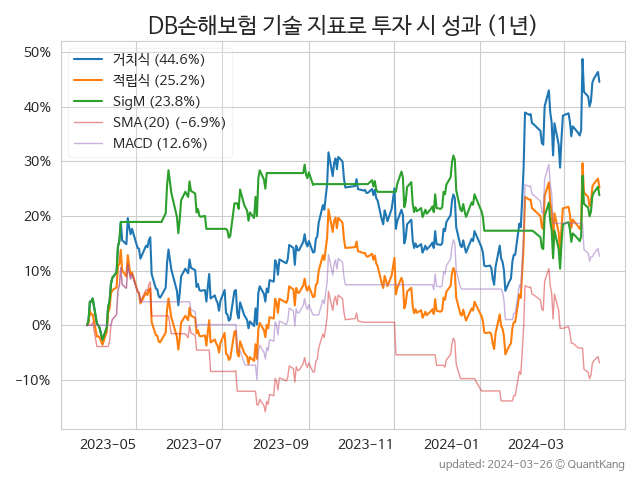 DB손해보험 기술 지표로 투자 시 성과 (1년)
거치식 (44.6%)
적립식 (25.2%)
SigM (23.8%)
SMA(20) (−6.9%)
MACD (12.6%)
50%
40%
30%
20%
10%
0%
−10%
2023-05 2023-07 2023-09 2023-11 2024-01 2024-03
updated: 2024-03-26 © QuantKang